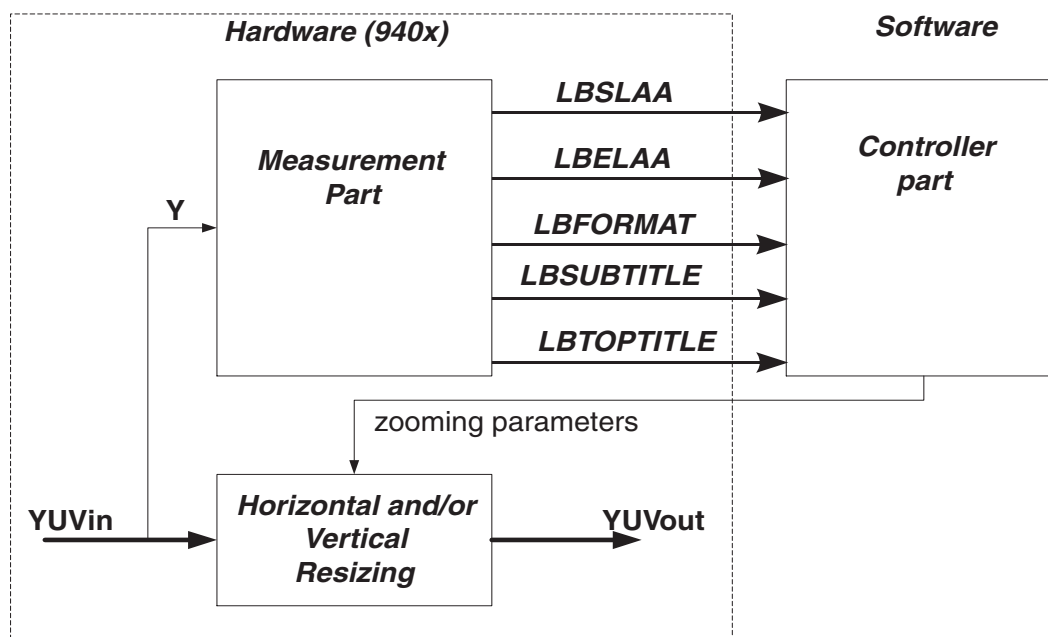 Hardware (940x)
Software
LBSLAA
Measurement
Part
Controller
part
LBELAA
Y
LBFORMAT
LBSUBTITLE
LBTOPTITLE
zooming parameters
YUVin
Horizontal and/or
Vertical
Resizing
YUVout